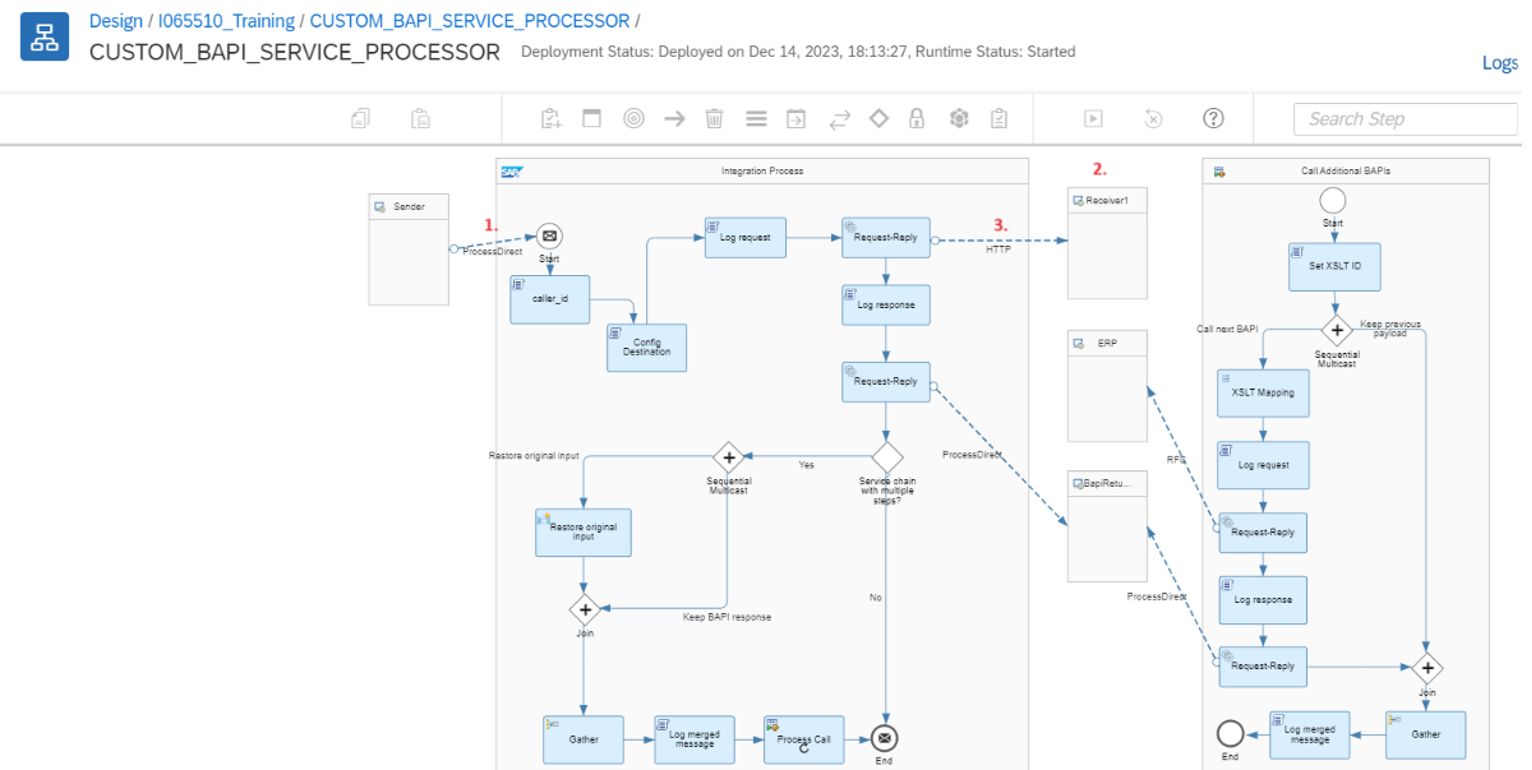 Design / I065510_Training / CUSTOM_BAPI_SERVICE_PROCESSOR /
CUSTOM_BAPI_SERVICE_PROCESSOR
Deployment Status: Deployed on Dec 14, 2023, 18:13:27, Runtime Status: Started
Logs
Search Step
SAP
Integration Process
Sender
1.
ProcessDirect
Start
caller_id
Config
Destination
Log request
Request-Reply
3.
HTTP
2.
Receiver1
Log response
Request-Reply
ProcessDirect
ERP
BapiRetu...
Restore original input
Sequential
Multicast
Yes
Service chain
with multiple
steps?
Restore original
input
Join
Keep BAPI response
No
Gather
Log merged
message
Process Call
End
Call Additional BAPIs
Start
Set XSLT ID
Call next BAPI
Keep previous
payload
Sequential
Multicast
XSLT Mapping
Log request
RFC
Request-Reply
Log response
ProcessDirect
Request-Reply
Join
Gather
Log merged
message
End